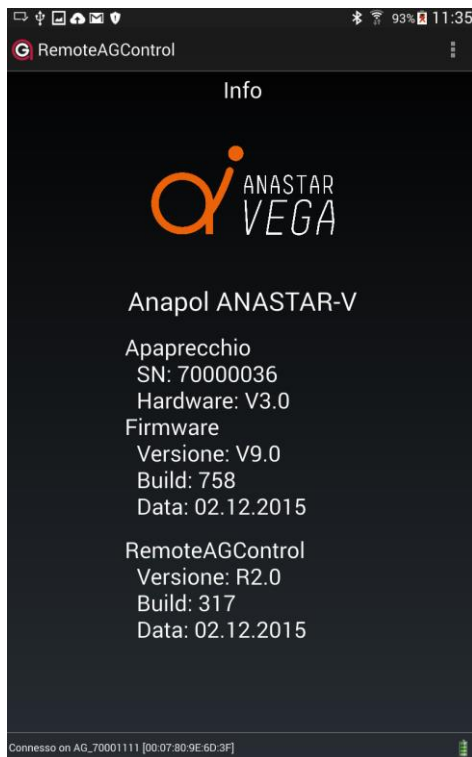 93% 11:35
RemoteAGControl
Info
ANASTAR
VEGA
Anapol ANASTAR-V
Apaprecchio
SN: 70000036
Hardware: V3.0
Firmware
Versione: V9.0
Build: 758
Data: 02.12.2015
RemoteAGControl
Versione: R2.0
Build: 317
Data: 02.12.2015
Connesso on AG_70001111 [00:07:80:9E:6D:3F]